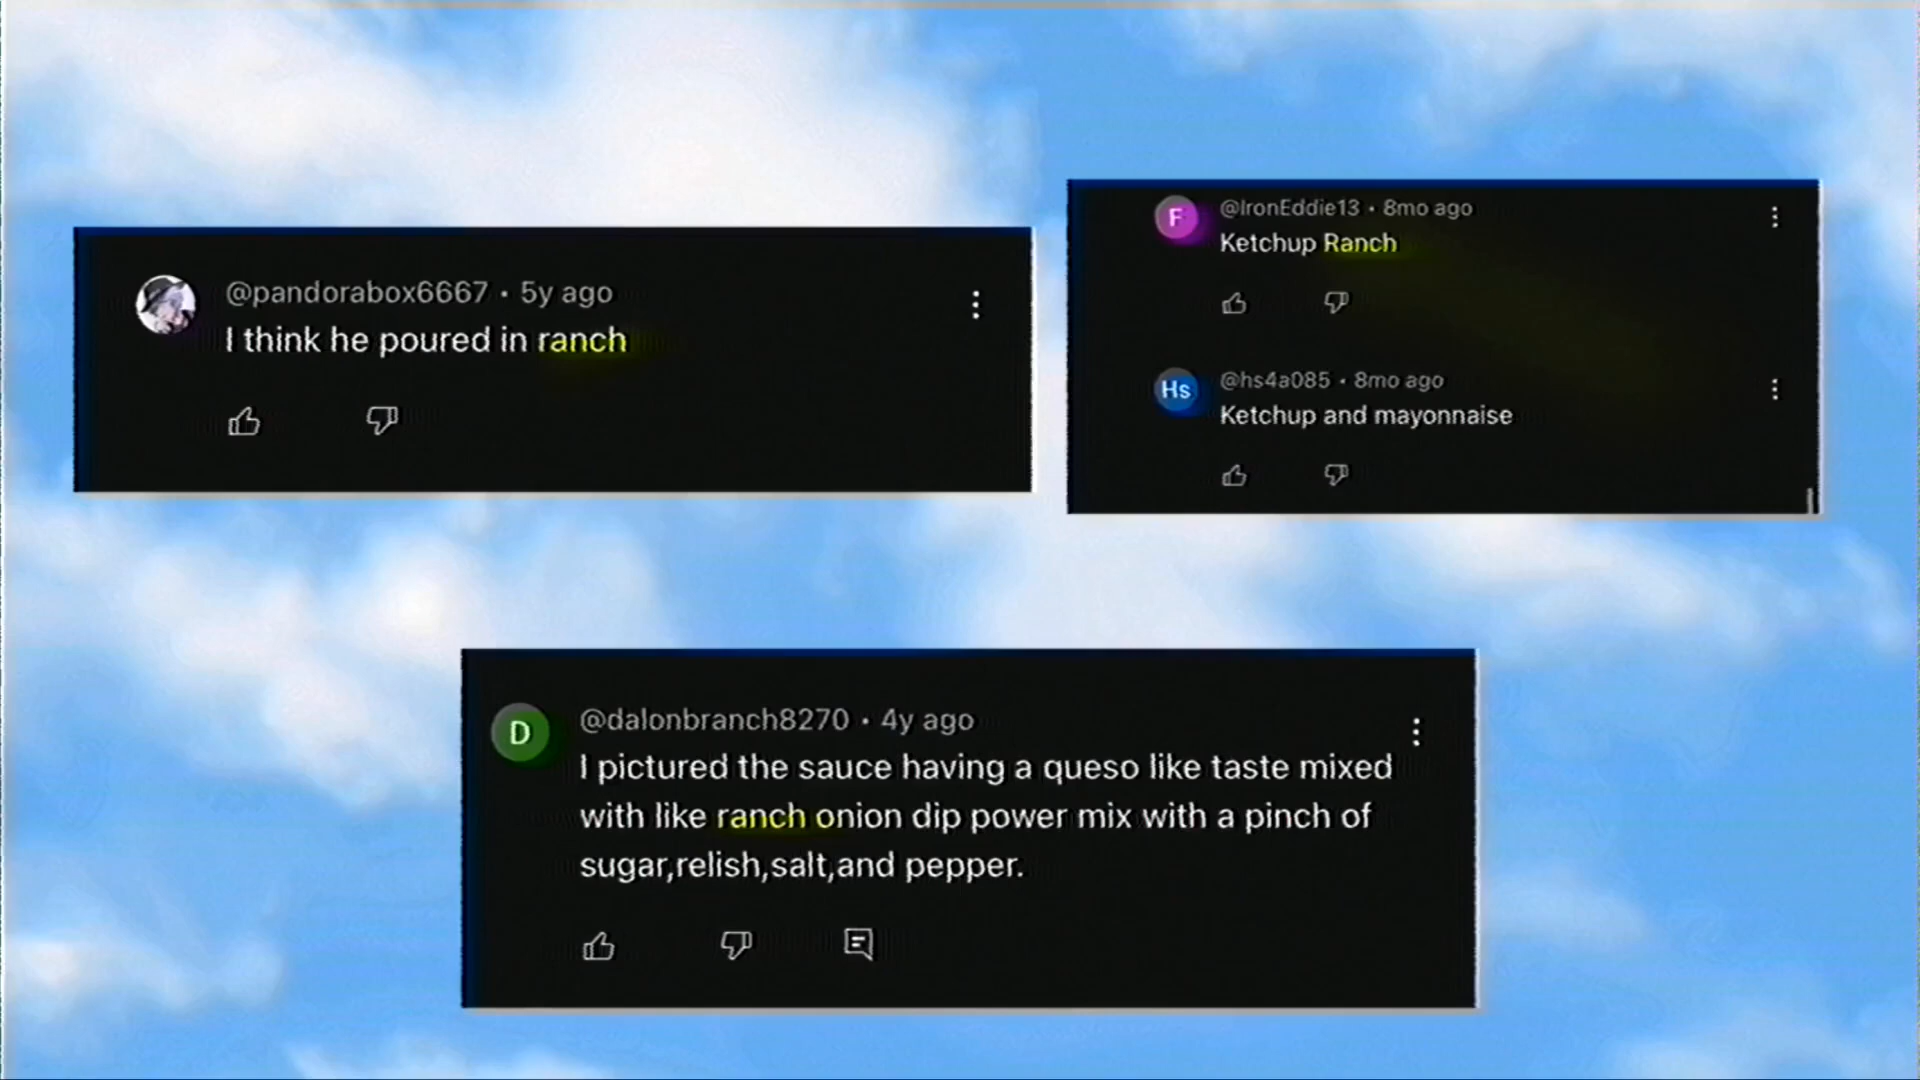 @pandorabox6667 • 5y ago
I think he poured in ranch
F
@IronEddie13 • 8mo ago
Ketchup Ranch
Hs
@hs4a085 • 8mo ago
Ketchup and mayonnaise
D
@dalonbranch8270 • 4y ago
I pictured the sauce having a queso like taste mixed
with like ranch onion dip power mix with a pinch of
sugar,relish,salt,and pepper.